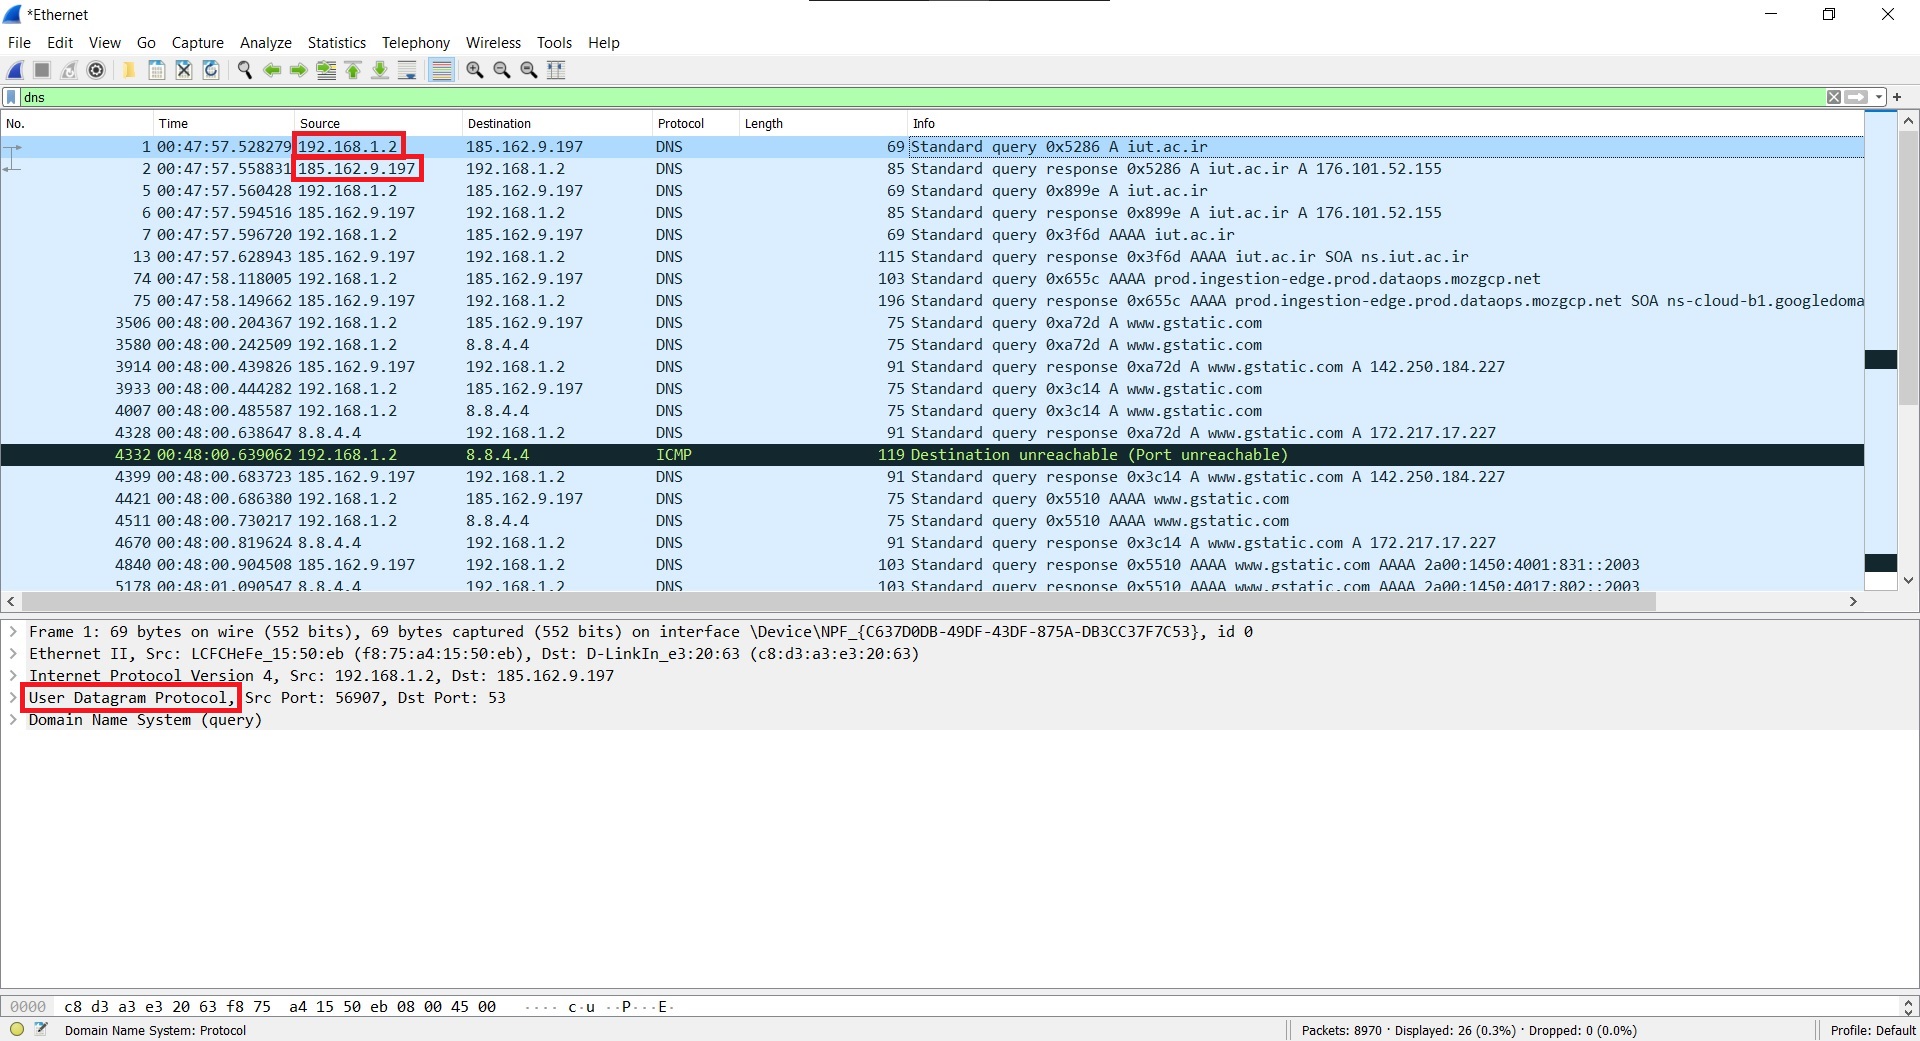 *Ethernet
File Edit View Go Capture Analyze Statistics Telephony Wireless Tools Help
dns
No. Time Source Destination Protocol Length Info
1 00:47:57.528279 192.168.1.2 185.162.9.197 DNS 69 Standard query 0x5286 A iut.ac.ir
2 00:47:57.558831 185.162.9.197 192.168.1.2 DNS 85 Standard query response 0x5286 A iut.ac.ir A 176.101.52.155
5 00:47:57.560428 192.168.1.2 185.162.9.197 DNS 69 Standard query 0x899e A iut.ac.ir
6 00:47:57.594516 185.162.9.197 192.168.1.2 DNS 85 Standard query response 0x899e A iut.ac.ir A 176.101.52.155
7 00:47:57.596720 192.168.1.2 185.162.9.197 DNS 69 Standard query 0x3f6d AAAA iut.ac.ir
13 00:47:57.628943 185.162.9.197 192.168.1.2 DNS 115 Standard query response 0x3f6d AAAA iut.ac.ir SOA ns.iut.ac.ir
74 00:47:58.118005 192.168.1.2 185.162.9.197 DNS 103 Standard query 0x655c AAAA prod.ingestion-edge.prod.dataops.mozgcp.net
75 00:47:58.149662 185.162.9.197 192.168.1.2 DNS 196 Standard query response 0x655c AAAA prod.ingestion-edge.prod.dataops.mozgcp.net SOA ns-cloud-b1.googledoma
3506 00:48:00.204367 192.168.1.2 185.162.9.197 DNS 75 Standard query 0xa72d A www.gstatic.com
3580 00:48:00.242509 192.168.1.2 8.8.4.4 DNS 75 Standard query 0xa72d A www.gstatic.com
3914 00:48:00.439826 185.162.9.197 192.168.1.2 DNS 91 Standard query response 0xa72d A www.gstatic.com A 142.250.184.227
3933 00:48:00.444282 192.168.1.2 185.162.9.197 DNS 75 Standard query 0x3c14 A www.gstatic.com
4007 00:48:00.485587 192.168.1.2 8.8.4.4 DNS 75 Standard query 0x3c14 A www.gstatic.com
4328 00:48:00.638647 8.8.4.4 192.168.1.2 DNS 91 Standard query response 0xa72d A www.gstatic.com A 172.217.17.227
4332 00:48:00.639062 192.168.1.2 8.8.4.4 ICMP 119 Destination unreachable (Port unreachable)
4399 00:48:00.683723 185.162.9.197 192.168.1.2 DNS 91 Standard query response 0x3c14 A www.gstatic.com A 142.250.184.227
4421 00:48:00.686380 192.168.1.2 185.162.9.197 DNS 75 Standard query 0x5510 AAAA www.gstatic.com
4511 00:48:00.730217 192.168.1.2 8.8.4.4 DNS 75 Standard query 0x5510 AAAA www.gstatic.com
4670 00:48:00.819624 8.8.4.4 192.168.1.2 DNS 91 Standard query response 0x3c14 A www.gstatic.com A 172.217.17.227
4840 00:48:00.904508 185.162.9.197 192.168.1.2 DNS 103 Standard query response 0x5510 AAAA www.gstatic.com AAAA 2a00:1450:4001:831::2003
5178 00:48:01.090547 8.8.4.4 192.168.1.2 DNS 103 Standard query response 0x5510 AAAA www.gstatic.com AAAA 2a00:1450:4017:802::2003
Frame 1: 69 bytes on wire (552 bits), 69 bytes captured (552 bits) on interface \Device\NPF_{C637D0DB-49DF-43DF-875A-DB3CC37F7C53}, id 0
Ethernet II, Src: LCFCHeFe_15:50:eb (f8:75:a4:15:50:eb), Dst: D-LinkIn_e3:20:63 (c8:d3:a3:e3:20:63)
Internet Protocol Version 4, Src: 192.168.1.2, Dst: 185.162.9.197
User Datagram Protocol, Src Port: 56907, Dst Port: 53
Domain Name System (query)
0000 c8 d3 a3 e3 20 63 f8 75 a4 15 50 eb 08 00 45 00 ···· c·u ··P···E·
Domain Name System: Protocol
Packets: 8970 · Displayed: 26 (0.3%) · Dropped: 0 (0.0%)
Profile: Default